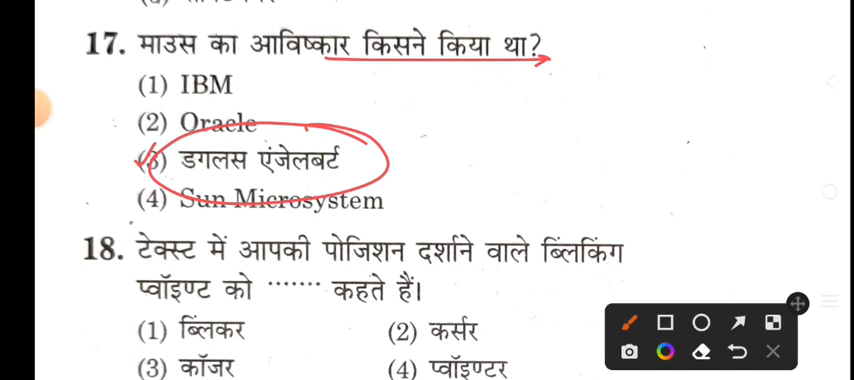 17. माउस का आविष्कार किसने किया था?
(1) IBM
(2) Oracle
(3) डगलस एंजेलबर्ट
(4) Sun Microsystem
18. टेक्स्ट में आपकी पोजिशन दर्शाने वाले ब्लिंकिंग
प्वॉइण्ट को ....... कहते हैं।
(1) ब्लिंकर (2) कर्सर
(3) कॉजर (4) प्वॉइण्टर